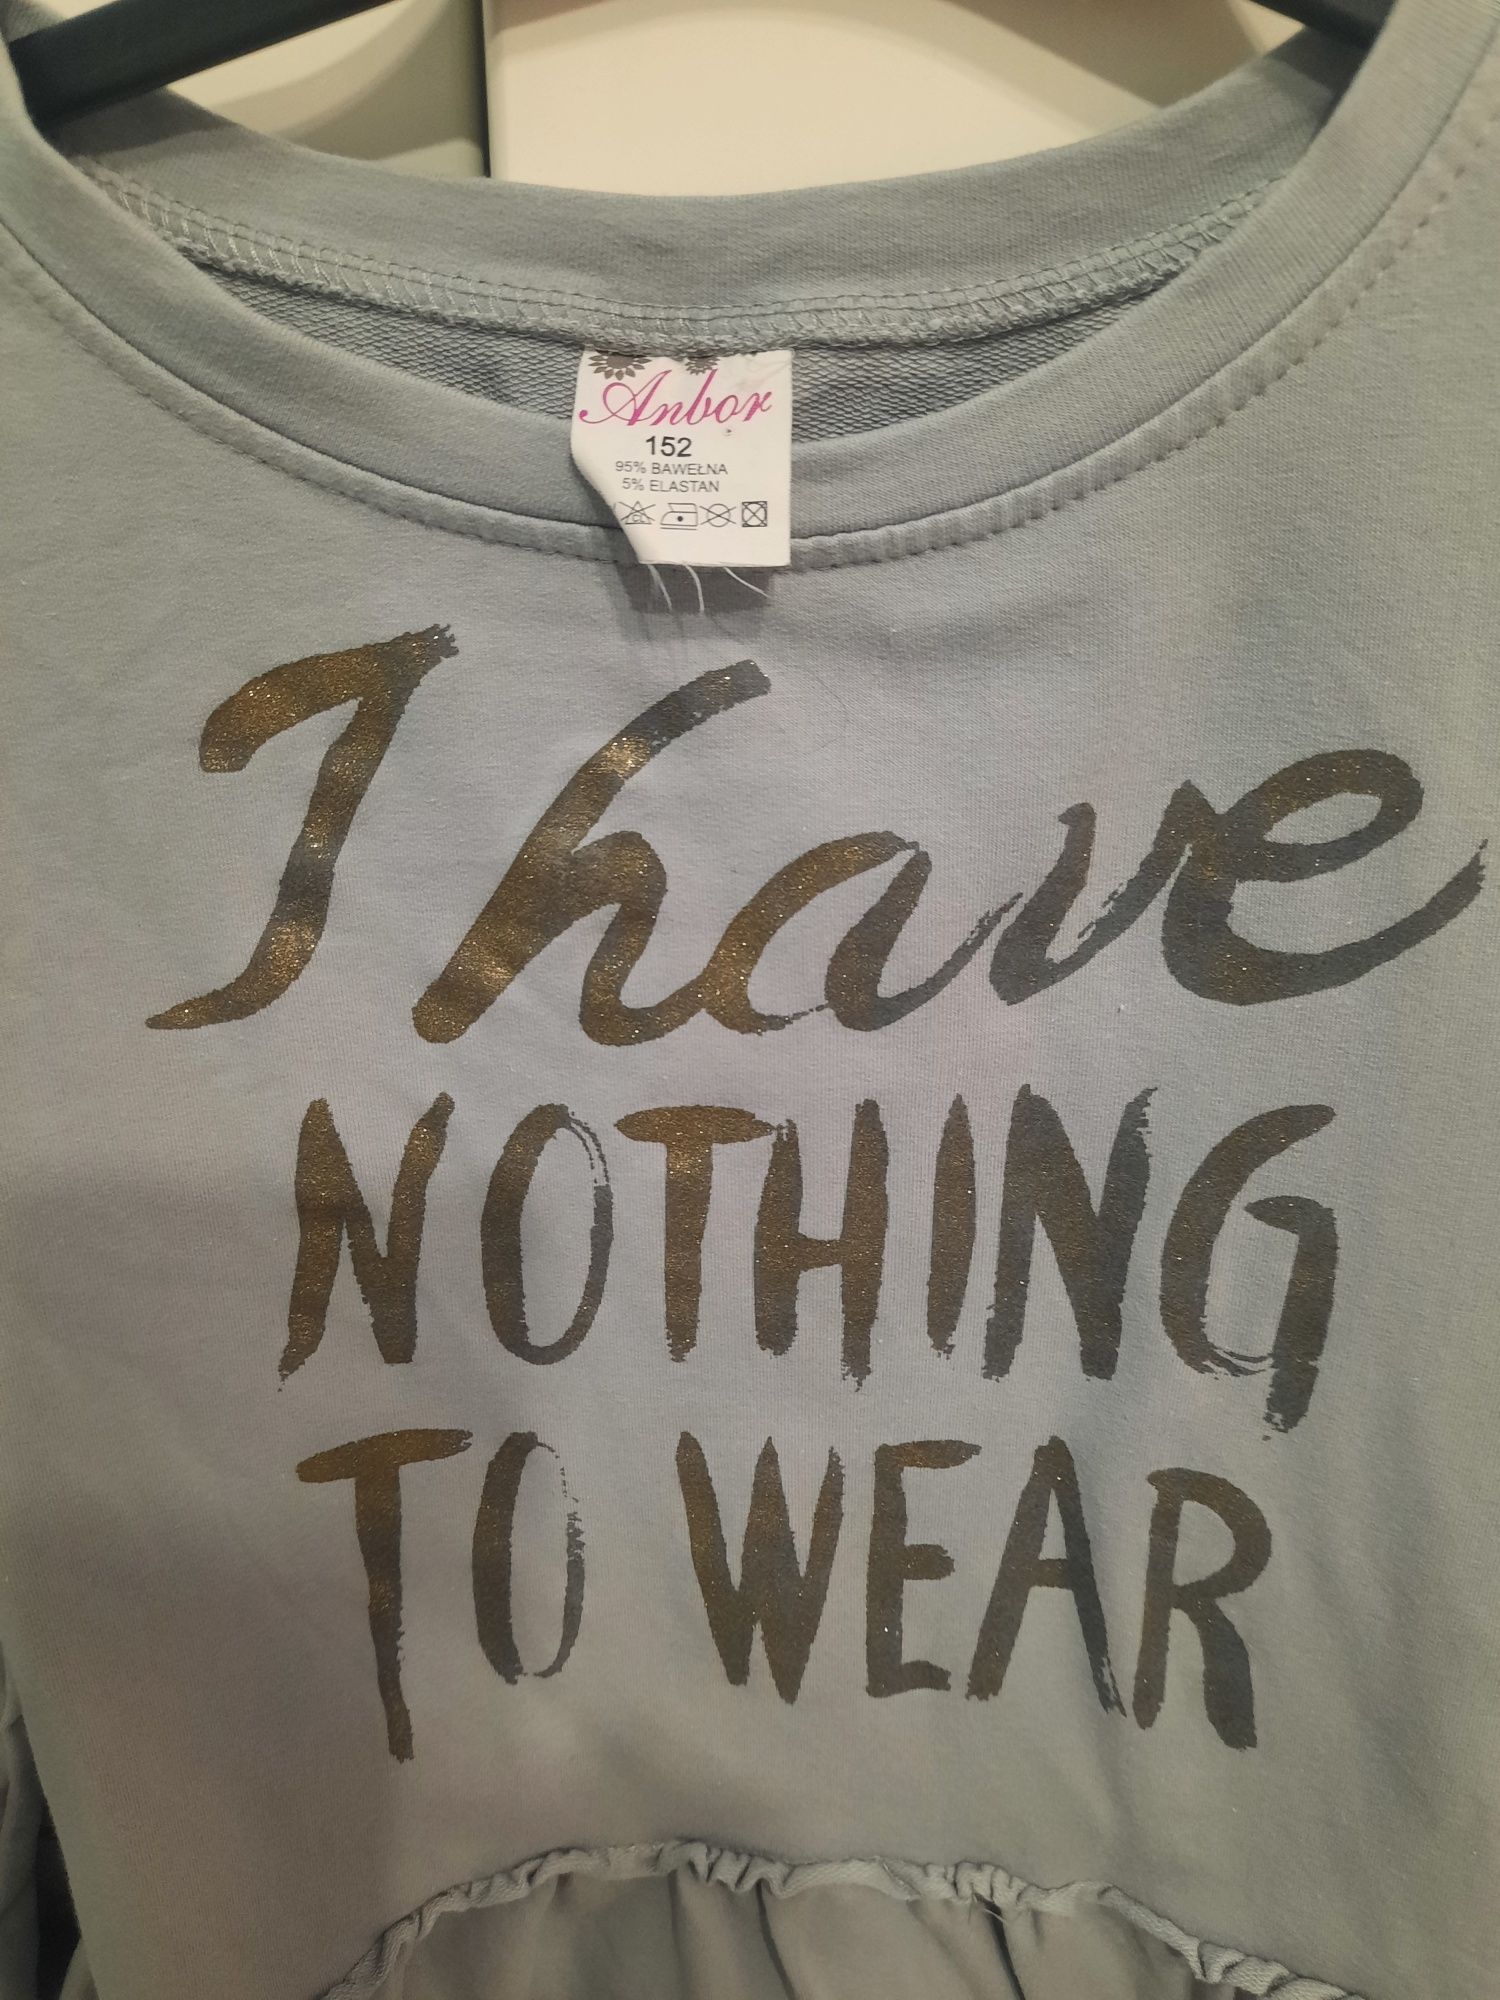 Anbor
152
95% BAWEŁNA
5% ELASTAN
I have
NOTHING
TO WEAR